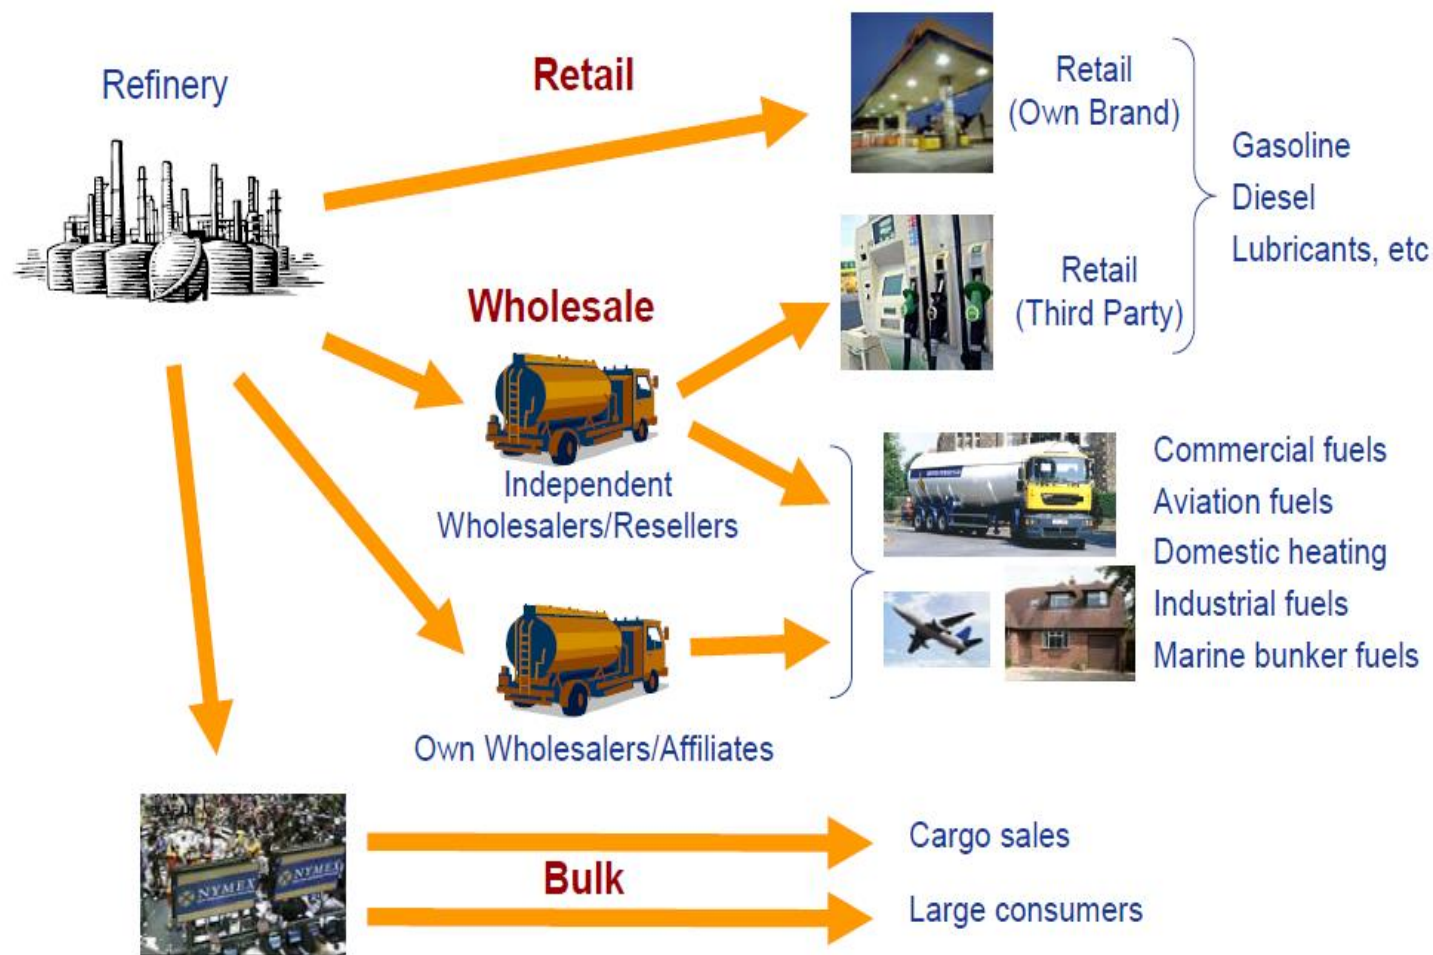 Refinery
Retail
Retail
(Own Brand)
Gasoline
Diesel
Lubricants, etc
Retail
(Third Party)
Wholesale
Independent
Wholesalers/Resellers
Commercial fuels
Aviation fuels
Domestic heating
Industrial fuels
Marine bunker fuels
Own Wholesalers/Affiliates
NYMEX
NYMEX
Bulk
Cargo sales
Large consumers